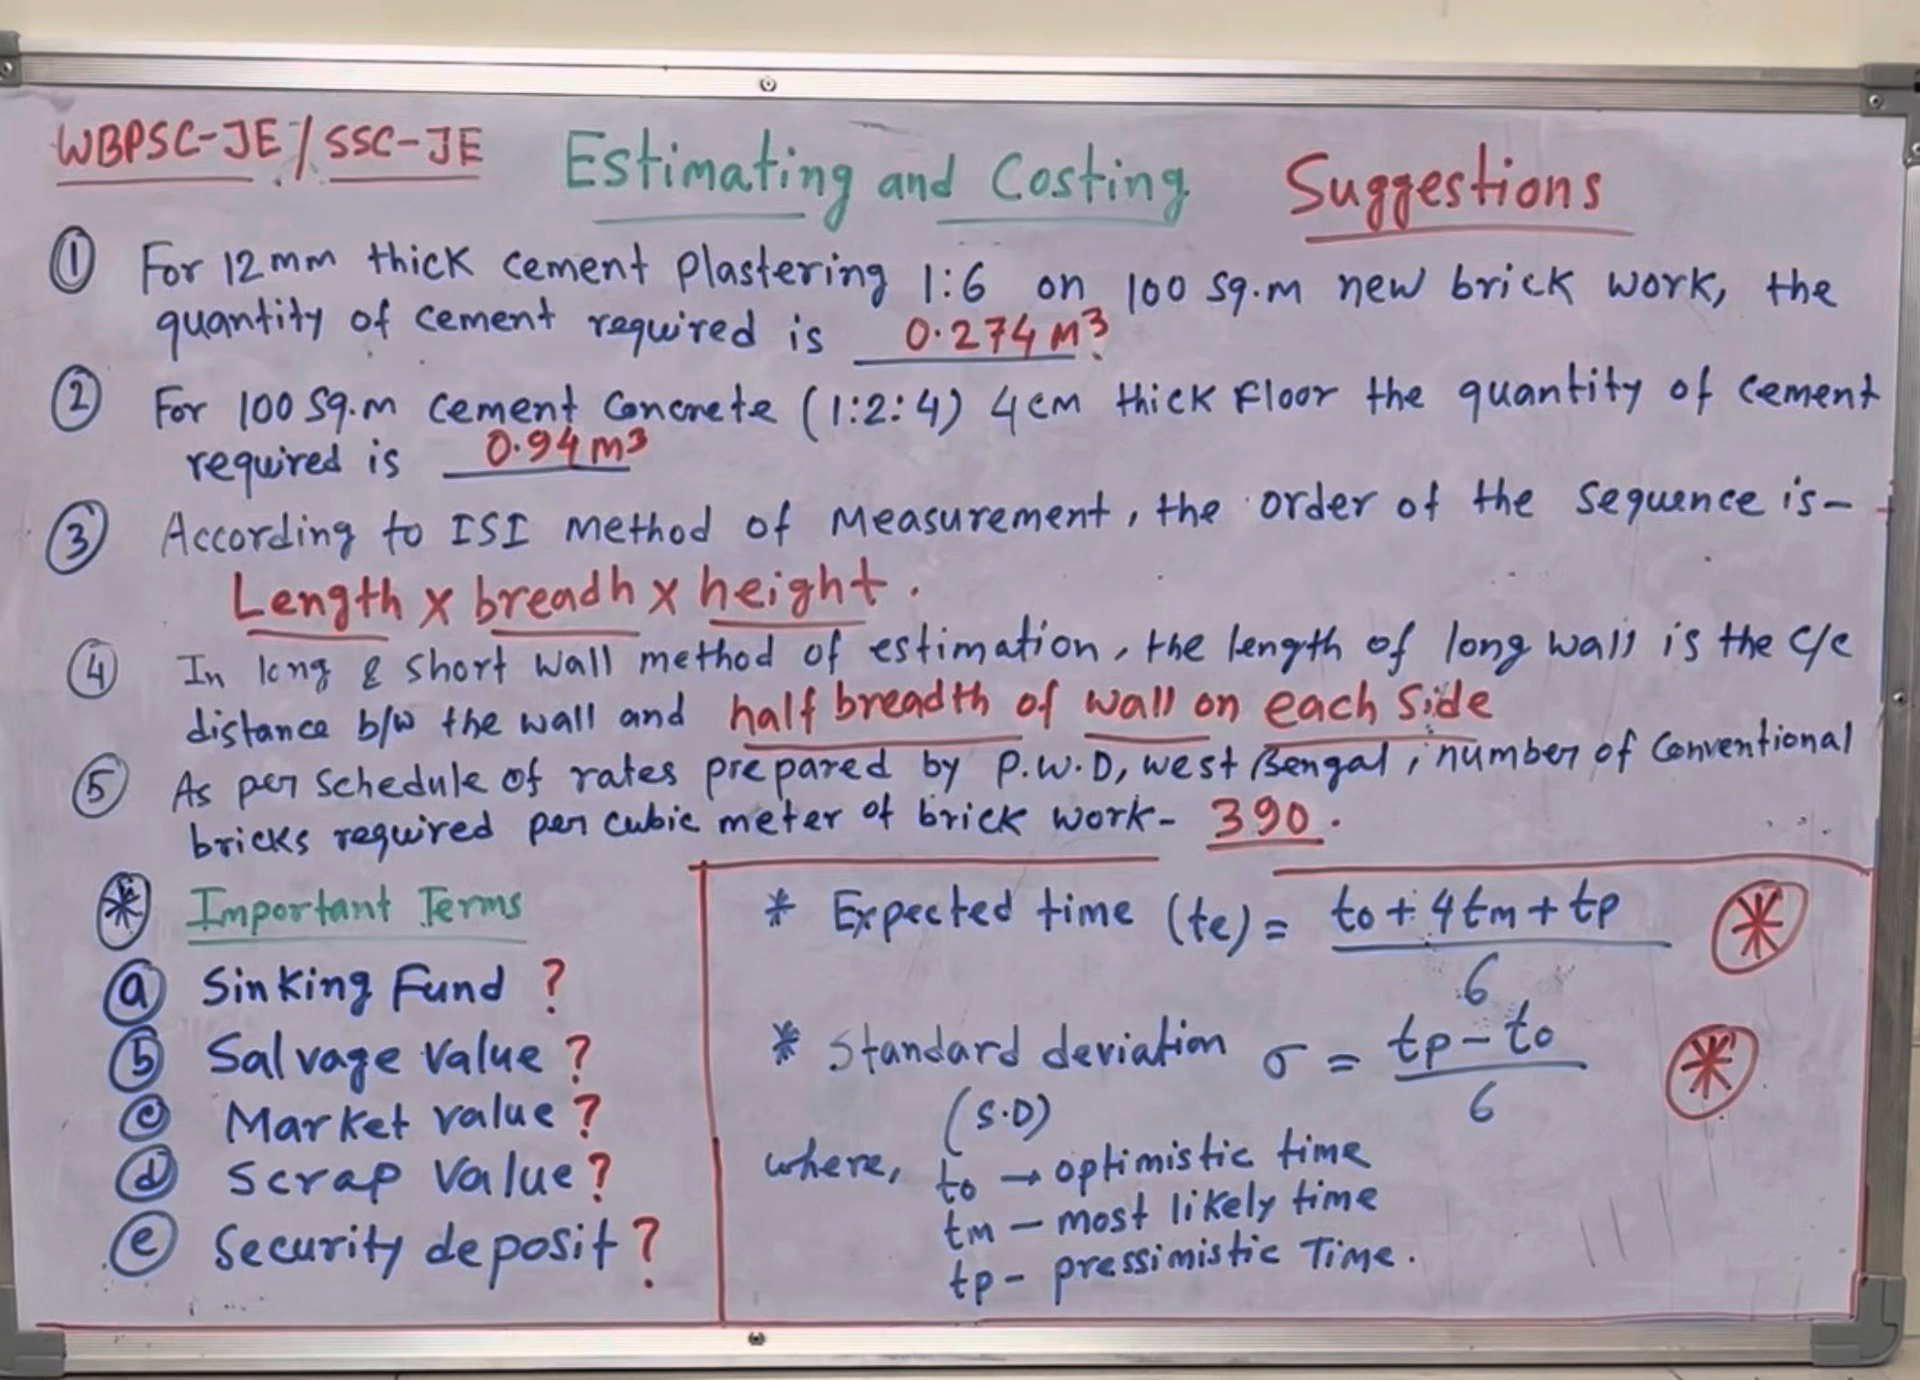 WBPSC-JE / SSC-JE Estimating and Costing Suggestions
① For 12 mm thick cement plastering 1:6 on 100 sq.m new brick work, the
quantity of cement required is 0.274 m³
② For 100 sq.m cement concrete (1:2:4) 4 cm thick floor the quantity of cement
required is 0.94 m³
③ According to ISI method of measurement, the order of the sequence is-
Length x breadh x height.
④ In long & short wall method of estimation, the length of long wall is the c/c
distance b/w the wall and half breadth of wall on each side
⑤ As per schedule of rates prepared by P.W.D, west Bengal, number of conventional
bricks required per cubic meter of brick work- 390.
* Important Terms
ⓐ Sinking Fund ?
ⓑ Salvage value ?
ⓒ Market value ?
ⓓ Scrap value ?
ⓔ Security deposit ?
* Expected time (te) = to + 4tm + tp / 6 *
* Standard deviation σ = tp - to / 6 *
(S.D)
where, to → optimistic time
tm - most likely time
tp - pressimistic Time.